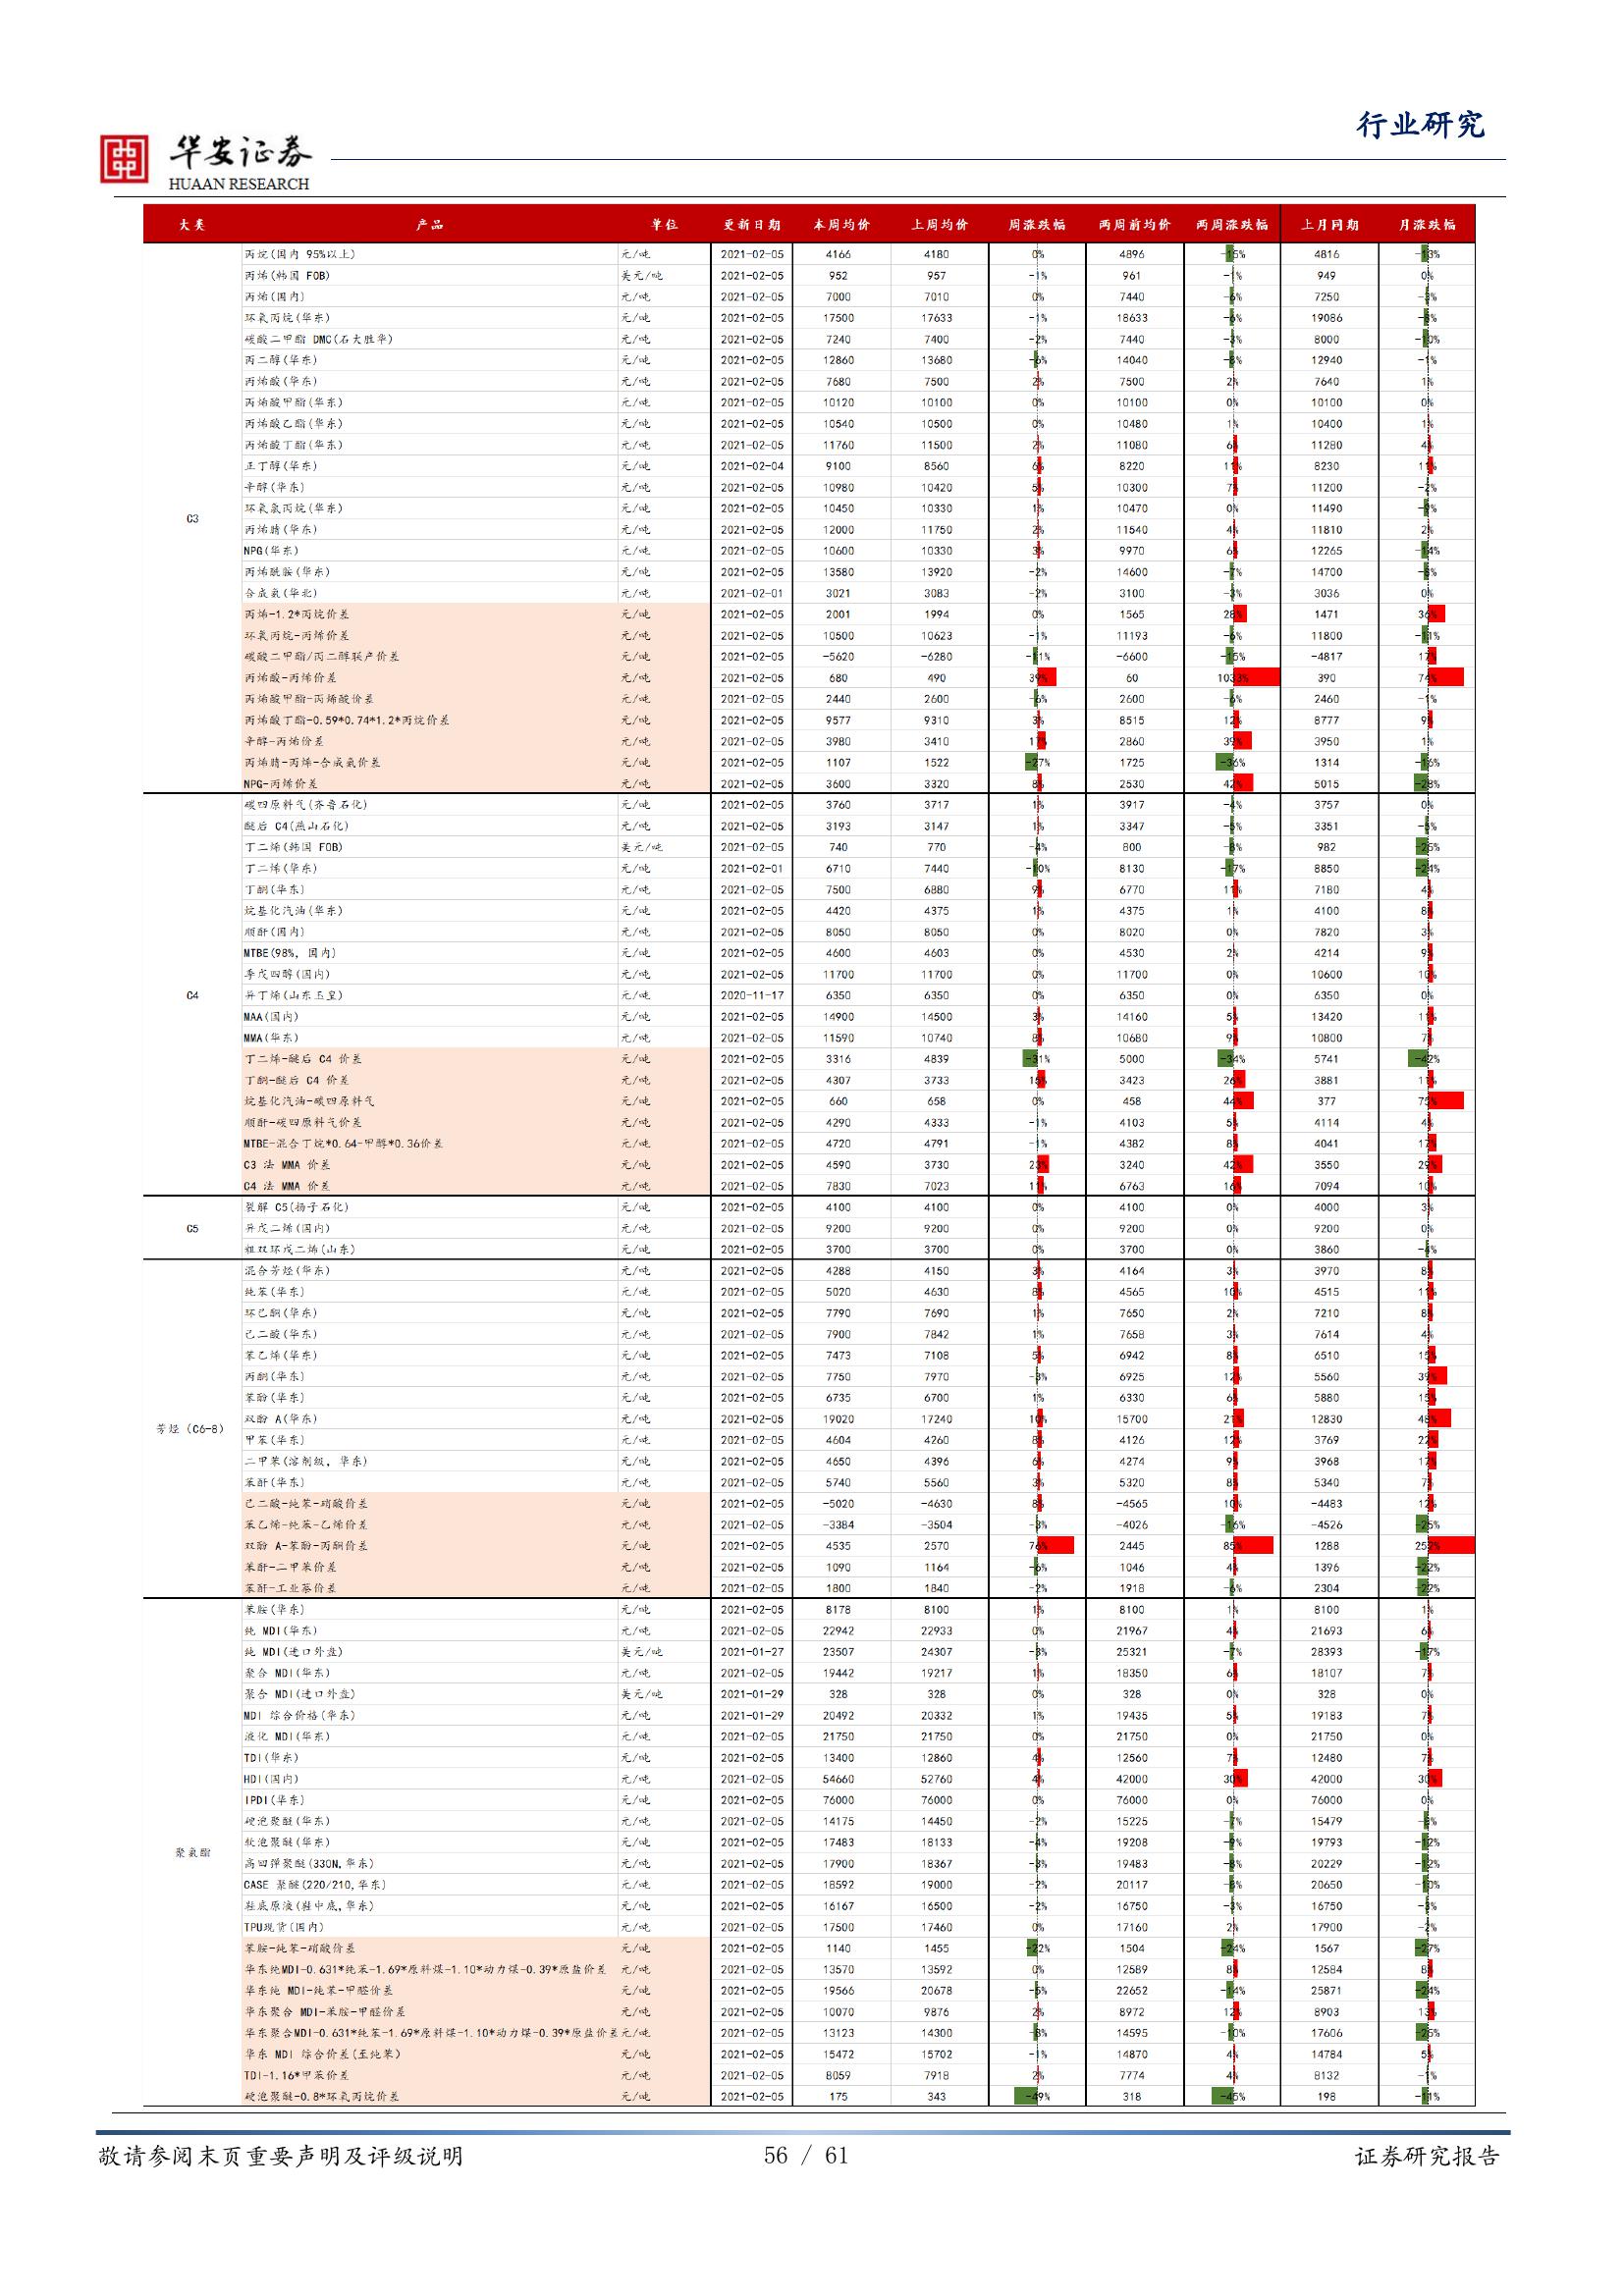 行业研究
华安证券
HUAAN RESEARCH
大类 产品 单位 更新日期 本周均价 上周均价 周涨跌幅 两周前均价 两周涨跌幅 上月同期 月涨跌幅
丙烷(国内 95%以上) 元/吨 2021-02-05 4166 4180 0% 4896 -15% 4816 -13%
丙烯(韩国 FOB) 美元/吨 2021-02-05 952 957 -1% 961 -1% 949 0%
丙烯(国内) 元/吨 2021-02-05 7000 7010 0% 7440 -6% 7250 -3%
环氧丙烷(华东) 元/吨 2021-02-05 17500 17633 -1% 18633 -6% 19086 -8%
碳酸二甲酯 DMC(石大胜华) 元/吨 2021-02-05 7240 7400 -2% 7440 -3% 8000 -10%
丙二醇(华东) 元/吨 2021-02-05 12860 13680 -6% 14040 -8% 12940 -1%
丙烯酸(华东) 元/吨 2021-02-05 7680 7500 2% 7500 2% 7640 1%
丙烯酸甲酯(华东) 元/吨 2021-02-05 10120 10100 0% 10100 0% 10100 0%
丙烯酸乙酯(华东) 元/吨 2021-02-05 10540 10500 0% 10480 1% 10400 1%
丙烯酸丁酯(华东) 元/吨 2021-02-05 11760 11500 2% 11080 6% 11280 4%
正丁醇(华东) 元/吨 2021-02-04 9100 8560 6% 8220 11% 8230 11%
辛醇(华东) 元/吨 2021-02-05 10980 10420 5% 10300 7% 11200 -2%
C3 环氧氯丙烷(华东) 元/吨 2021-02-05 10450 10330 1% 10470 0% 11490 -9%
丙烯腈(华东) 元/吨 2021-02-05 12000 11750 2% 11540 4% 11810 2%
NPG(华东) 元/吨 2021-02-05 10600 10330 3% 9970 6% 12265 -14%
丙烯酰胺(华东) 元/吨 2021-02-05 13580 13920 -2% 14600 -7% 14700 -8%
合成氨(华北) 元/吨 2021-02-01 3021 3083 -2% 3100 -3% 3036 0%
丙烯-1.2*丙烷价差 元/吨 2021-02-05 2001 1994 0% 1565 28% 1471 36%
环氧丙烷-丙烯价差 元/吨 2021-02-05 10500 10623 -1% 11193 -6% 11800 -11%
碳酸二甲酯/丙二醇联产价差 元/吨 2021-02-05 -5620 -6280 -11% -6600 -15% -4817 17%
丙烯酸-丙烯价差 元/吨 2021-02-05 680 490 39% 60 1033% 390 74%
丙烯酸甲酯-丙烯酸价差 元/吨 2021-02-05 2440 2600 -6% 2600 -6% 2460 -1%
丙烯酸丁酯-0.59*0.74*1.2*丙烷价差 元/吨 2021-02-05 9577 9310 3% 8515 12% 8777 9%
辛醇-丙烯价差 元/吨 2021-02-05 3980 3410 17% 2860 39% 3950 1%
丙烯腈-丙烯-合成氨价差 元/吨 2021-02-05 1107 1522 -27% 1725 -36% 1314 -16%
NPG-丙烯价差 元/吨 2021-02-05 3600 3320 8% 2530 42% 5015 -28%
碳四原料气(齐鲁石化) 元/吨 2021-02-05 3760 3717 1% 3917 -4% 3757 0%
醚后 C4(燕山石化) 元/吨 2021-02-05 3193 3147 1% 3347 -5% 3351 -5%
丁二烯(韩国 FOB) 美元/吨 2021-02-05 740 770 -4% 800 -8% 982 -25%
丁二烯(华东) 元/吨 2021-02-01 6710 7440 -10% 8130 -17% 8850 -24%
丁酮(华东) 元/吨 2021-02-05 7500 6880 9% 6770 11% 7180 4%
烷基化汽油(华东) 元/吨 2021-02-05 4420 4375 1% 4375 1% 4100 8%
顺酐(国内) 元/吨 2021-02-05 8050 8050 0% 8020 0% 7820 3%
MTBE(98%, 国内) 元/吨 2021-02-05 4600 4603 0% 4530 2% 4214 9%
季戊四醇(国内) 元/吨 2021-02-05 11700 11700 0% 11700 0% 10600 10%
C4 异丁烯(山东玉皇) 元/吨 2020-11-17 6350 6350 0% 6350 0% 6350 0%
MAA(国内) 元/吨 2021-02-05 14900 14500 3% 14160 5% 13420 11%
MMA(华东) 元/吨 2021-02-05 11590 10740 8% 10680 9% 10800 7%
丁二烯-醚后 C4 价差 元/吨 2021-02-05 3316 4839 -31% 5000 -34% 5741 -42%
丁酮-醚后 C4 价差 元/吨 2021-02-05 4307 3733 15% 3423 26% 3881 11%
烷基化汽油-碳四原料气 元/吨 2021-02-05 660 658 0% 458 44% 377 75%
顺酐-碳四原料气价差 元/吨 2021-02-05 4290 4333 -1% 4103 5% 4114 4%
MTBE-混合丁烷*0.64-甲醇*0.36价差 元/吨 2021-02-05 4720 4791 -1% 4382 8% 4041 17%
C3 法 MMA 价差 元/吨 2021-02-05 4590 3730 23% 3240 42% 3550 29%
C4 法 MMA 价差 元/吨 2021-02-05 7830 7023 11% 6763 16% 7094 10%
裂解 C5(扬子石化) 元/吨 2021-02-05 4100 4100 0% 4100 0% 4000 3%
C5 异戊二烯(国内) 元/吨 2021-02-05 9200 9200 0% 9200 0% 9200 0%
粗双环戊二烯(山东) 元/吨 2021-02-05 3700 3700 0% 3700 0% 3860 -4%
混合芳烃(华东) 元/吨 2021-02-05 4288 4150 3% 4164 3% 3970 8%
纯苯(华东) 元/吨 2021-02-05 5020 4630 8% 4565 10% 4515 11%
环己酮(华东) 元/吨 2021-02-05 7790 7690 1% 7650 2% 7210 8%
己二酸(华东) 元/吨 2021-02-05 7900 7842 1% 7658 3% 7614 4%
苯乙烯(华东) 元/吨 2021-02-05 7473 7108 5% 6942 8% 6510 15%
丙酮(华东) 元/吨 2021-02-05 7750 7970 -3% 6925 12% 5560 39%
苯酚(华东) 元/吨 2021-02-05 6735 6700 1% 6330 6% 5880 15%
芳烃（C6-8） 双酚 A(华东) 元/吨 2021-02-05 19020 17240 10% 15700 21% 12830 48%
甲苯(华东) 元/吨 2021-02-05 4604 4260 8% 4126 12% 3769 22%
二甲苯(溶剂级, 华东) 元/吨 2021-02-05 4650 4396 6% 4274 9% 3968 17%
苯酐(华东) 元/吨 2021-02-05 5740 5560 3% 5320 8% 5340 7%
己二酸-纯苯-硝酸价差 元/吨 2021-02-05 -5020 -4630 8% -4565 10% -4483 12%
苯乙烯-纯苯-乙烯价差 元/吨 2021-02-05 -3384 -3504 -3% -4026 -16% -4526 -25%
双酚 A-苯酚-丙酮价差 元/吨 2021-02-05 4535 2570 76% 2445 85% 1288 252%
苯酐-二甲苯价差 元/吨 2021-02-05 1090 1164 -6% 1046 4% 1396 -22%
苯酐-工业萘价差 元/吨 2021-02-05 1800 1840 -2% 1918 -6% 2304 -22%
苯胺(华东) 元/吨 2021-02-05 8178 8100 1% 8100 1% 8100 1%
纯 MDI(华东) 元/吨 2021-02-05 22942 22933 0% 21967 4% 21693 6%
纯 MDI(进口外盘) 美元/吨 2021-01-27 23507 24307 -3% 25321 -7% 28393 -17%
聚合 MDI(华东) 元/吨 2021-02-05 19442 19217 1% 18350 6% 18107 7%
聚合 MDI(进口外盘) 美元/吨 2021-01-29 328 328 0% 328 0% 328 0%
MDI 综合价格(华东) 元/吨 2021-01-29 20492 20332 1% 19435 5% 19183 7%
液化 MDI(华东) 元/吨 2021-02-05 21750 21750 0% 21750 0% 21750 0%
TDI(华东) 元/吨 2021-02-05 13400 12860 4% 12560 7% 12480 7%
HDI(国内) 元/吨 2021-02-05 54660 52760 4% 42000 30% 42000 30%
IPDI(华东) 元/吨 2021-02-05 76000 76000 0% 76000 0% 76000 0%
硬泡聚醚(华东) 元/吨 2021-02-05 14175 14450 -2% 15225 -7% 15479 -8%
软泡聚醚(华东) 元/吨 2021-02-05 17483 18133 -4% 19208 -9% 19793 -12%
聚氨酯 高回弹聚醚(330N,华东) 元/吨 2021-02-05 17900 18367 -3% 19483 -8% 20229 -12%
CASE 聚醚(220/210,华东) 元/吨 2021-02-05 18592 19000 -2% 20117 -8% 20650 -10%
鞋底原液(鞋中底,华东) 元/吨 2021-02-05 16167 16500 -2% 16750 -3% 16750 -3%
TPU现货(国内) 元/吨 2021-02-05 17500 17460 0% 17160 2% 17900 -2%
苯胺-纯苯-硝酸价差 元/吨 2021-02-05 1140 1455 -22% 1504 -24% 1567 -27%
华东纯MDI-0.631*纯苯-1.69*原料煤-1.10*动力煤-0.39*原盐价差 元/吨 2021-02-05 13570 13592 0% 12589 8% 12584 8%
华东纯 MDI-纯苯-甲醛价差 元/吨 2021-02-05 19566 20678 -5% 22652 -14% 25871 -24%
华东聚合 MDI-苯胺-甲醛价差 元/吨 2021-02-05 10070 9876 2% 8972 12% 8903 13%
华东聚合MDI-0.631*纯苯-1.69*原料煤-1.10*动力煤-0.39*原盐价差 元/吨 2021-02-05 13123 14300 -8% 14595 -10% 17606 -25%
华东 MDI 综合价差(至纯苯) 元/吨 2021-02-05 15472 15702 -1% 14870 4% 14784 5%
TDI-1.16*甲苯价差 元/吨 2021-02-05 8059 7918 2% 7774 4% 8132 -1%
硬泡聚醚-0.8*环氧丙烷价差 元/吨 2021-02-05 175 343 -49% 318 -45% 198 -11%
敬请参阅末页重要声明及评级说明 56 / 61 证券研究报告